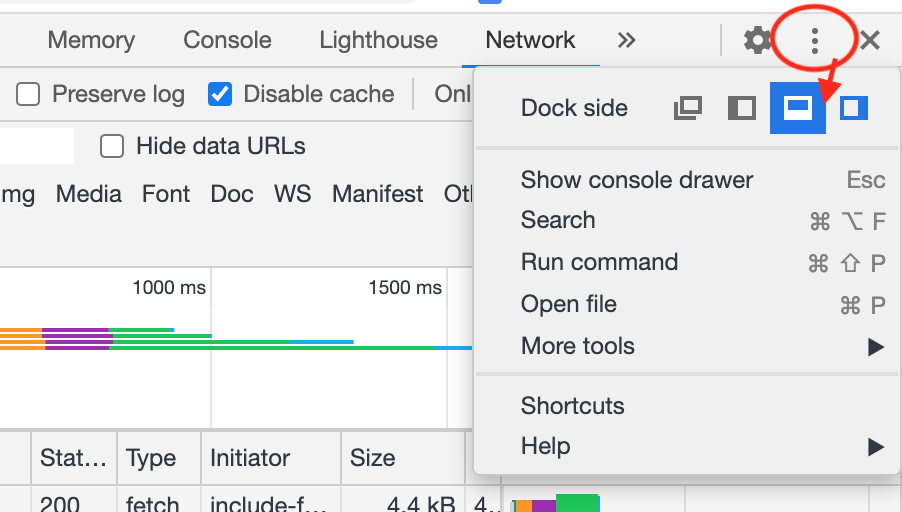 Memory Console Lighthouse Network »
Preserve log Disable cache Onl
Dock side
Hide data URLs
Show console drawer Esc
mg Media Font Doc WS Manifest Ot
Search ⌘ ⌥ F
Run command ⌘ ⇧ P
1000 ms 1500 ms
Open file ⌘ P
More tools ▶
Shortcuts
Help ▶
Stat... Type Initiator Size
200 fetch include-f... 4.4 kB 4..